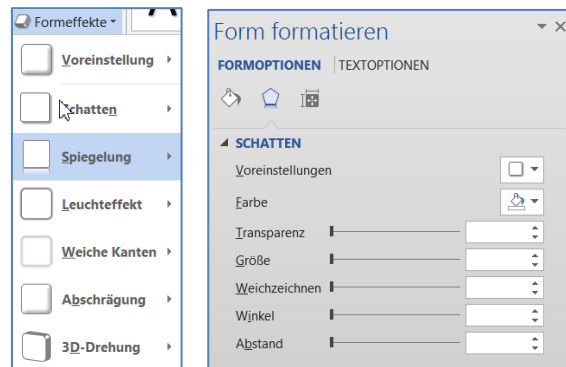 Formeffekte
Voreinstellung
Schatten
Spiegelung
Leuchteffekt
Weiche Kanten
Abschrägung
3D-Drehung
Form formatieren
FORMOPTIONEN TEXTOPTIONEN
SCHATTEN
Voreinstellungen
Farbe
Transparenz
Größe
Weichzeichnen
Winkel
Abstand